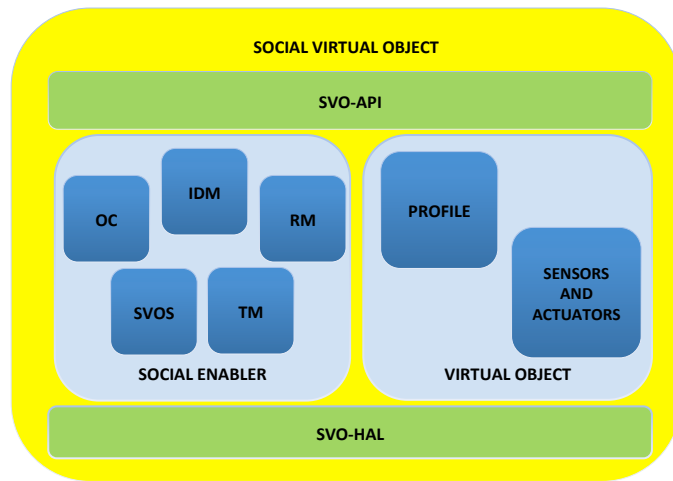 SOCIAL VIRTUAL OBJECT
SVO-API
IDM
OC
RM
SVOS
TM
SOCIAL ENABLER
PROFILE
SENSORS
AND
ACTUATORS
VIRTUAL OBJECT
SVO-HAL